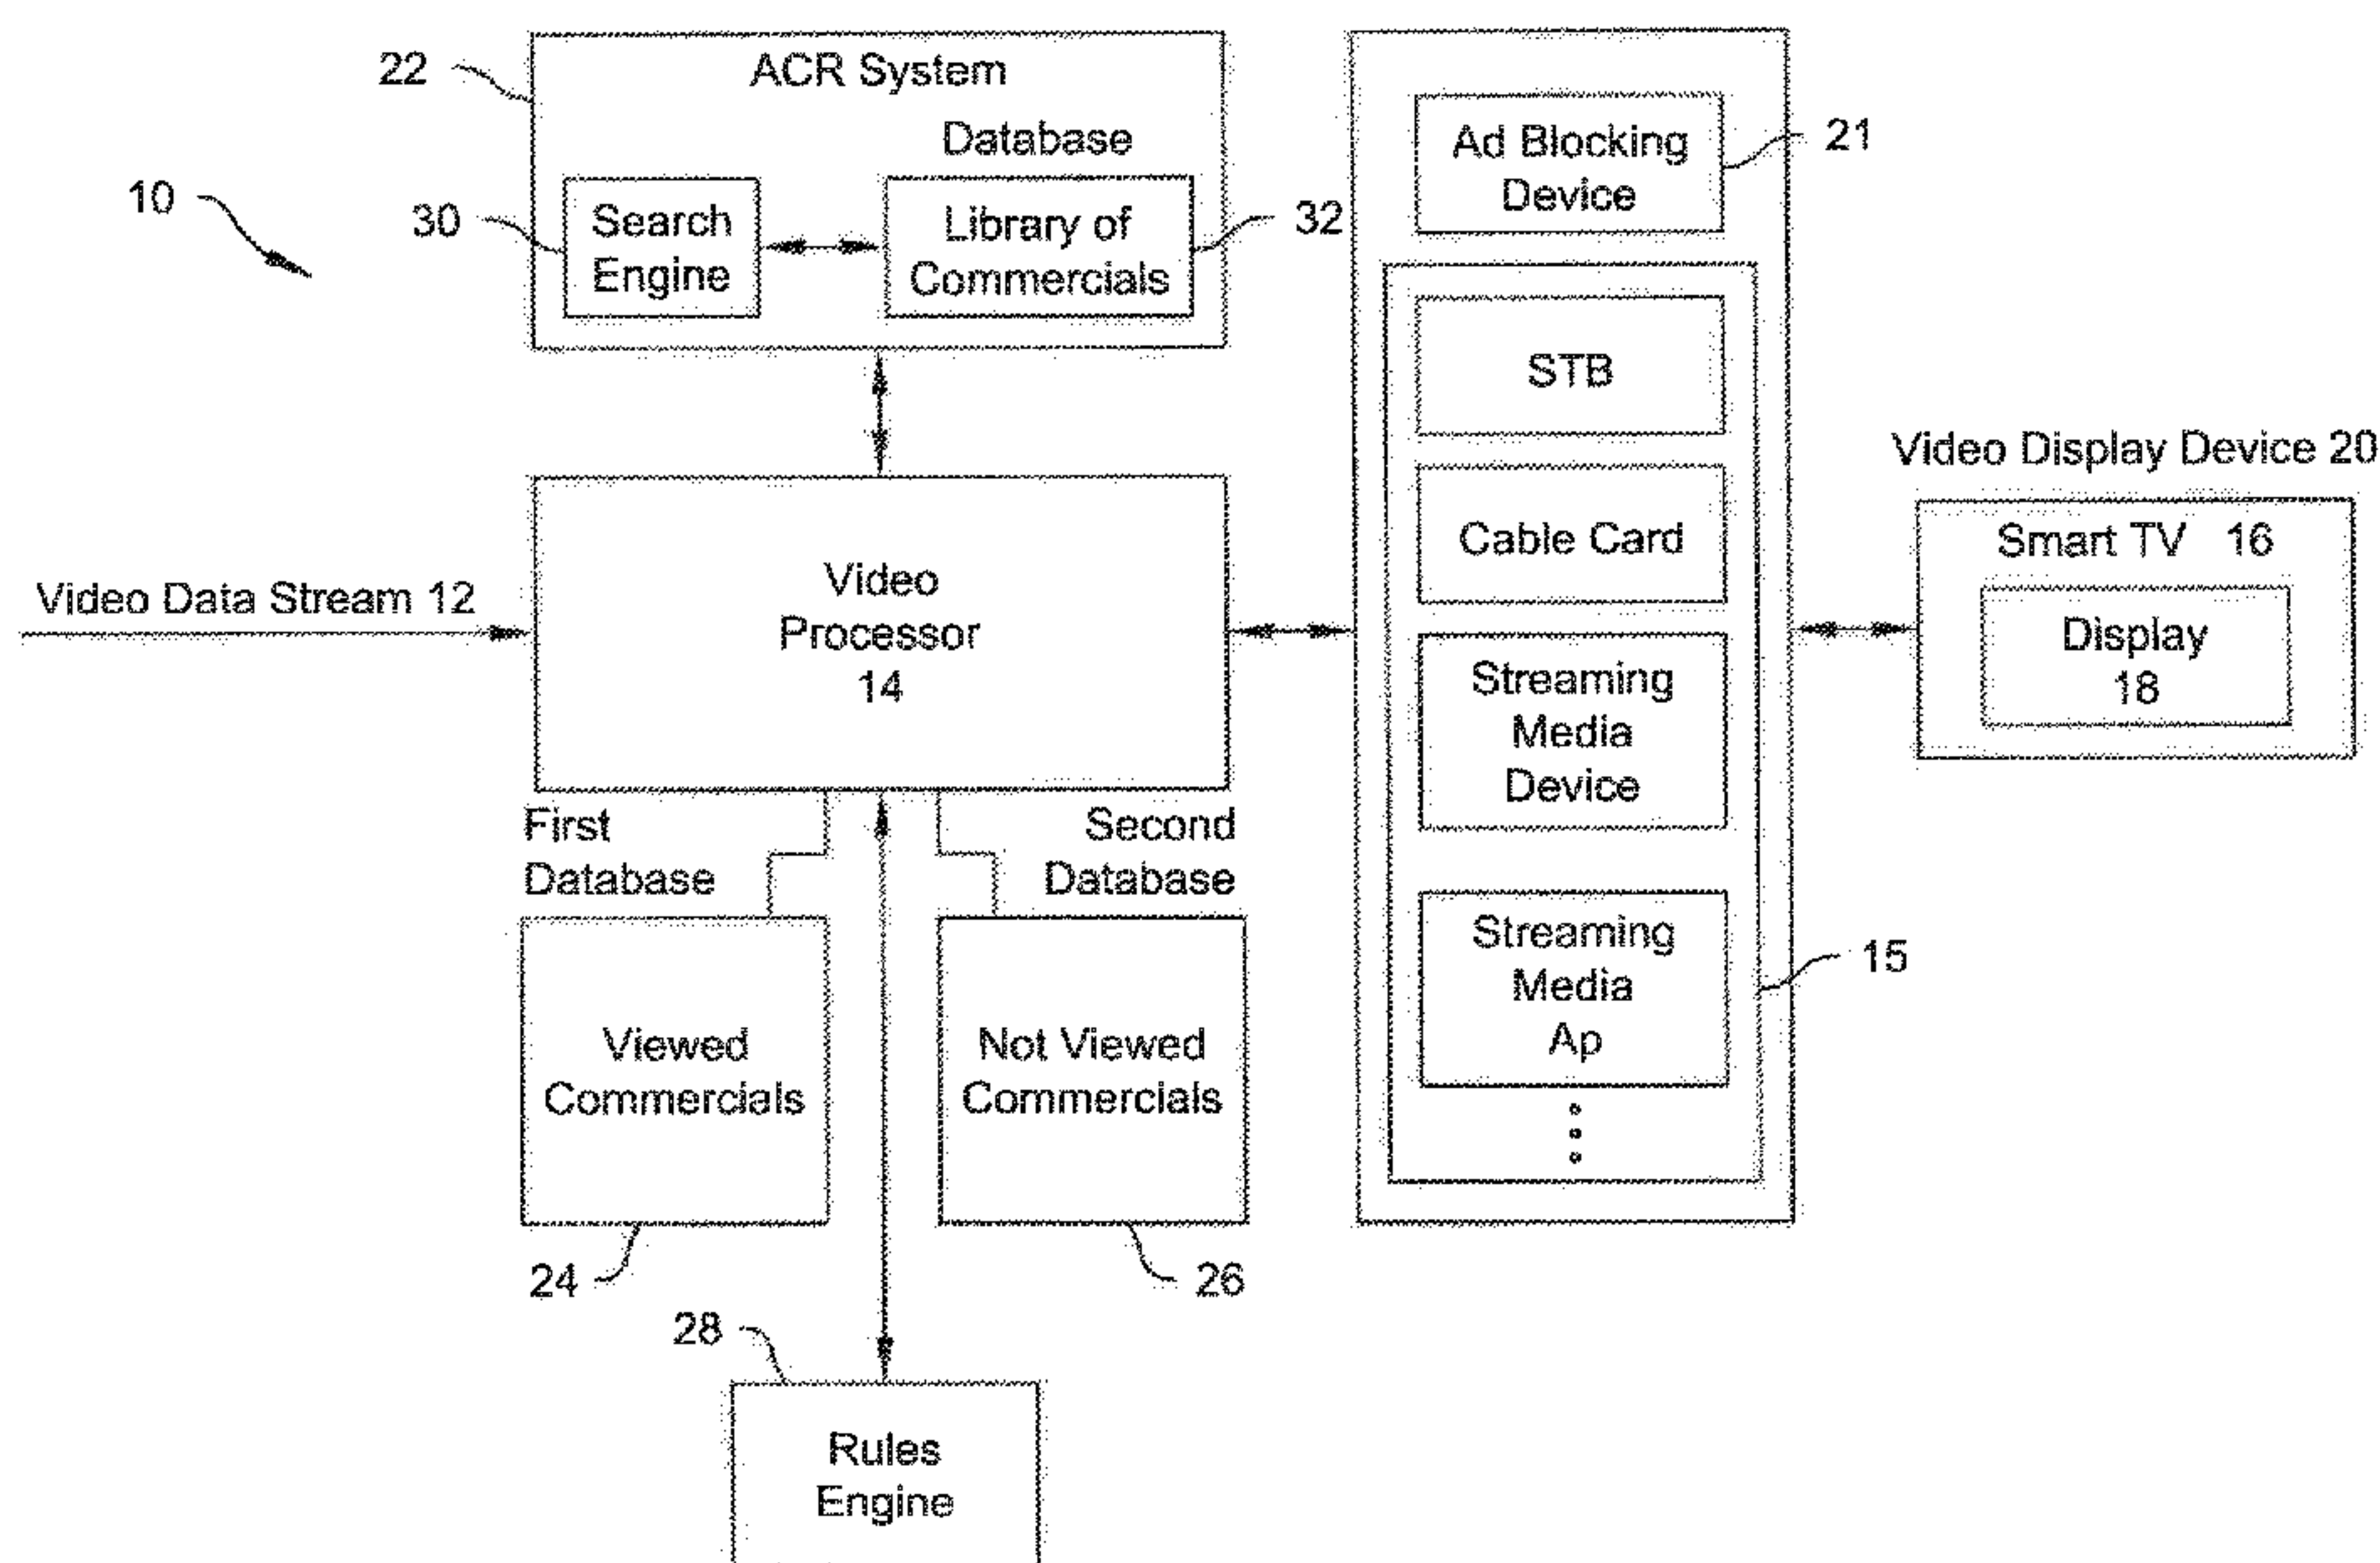 22
ACR System
Database
10
30
Search
Engine
Library of
Commercials
32
Ad Blocking
Device
21
STB
Cable Card
Streaming
Media
Device
Streaming
Media
Ap
15
Video Display Device 20
Smart TV 16
Display
18
Video Data Stream 12
Video
Processor
14
First
Database
Second
Database
Viewed
Commercials
24
Not Viewed
Commercials
26
28
Rules
Engine